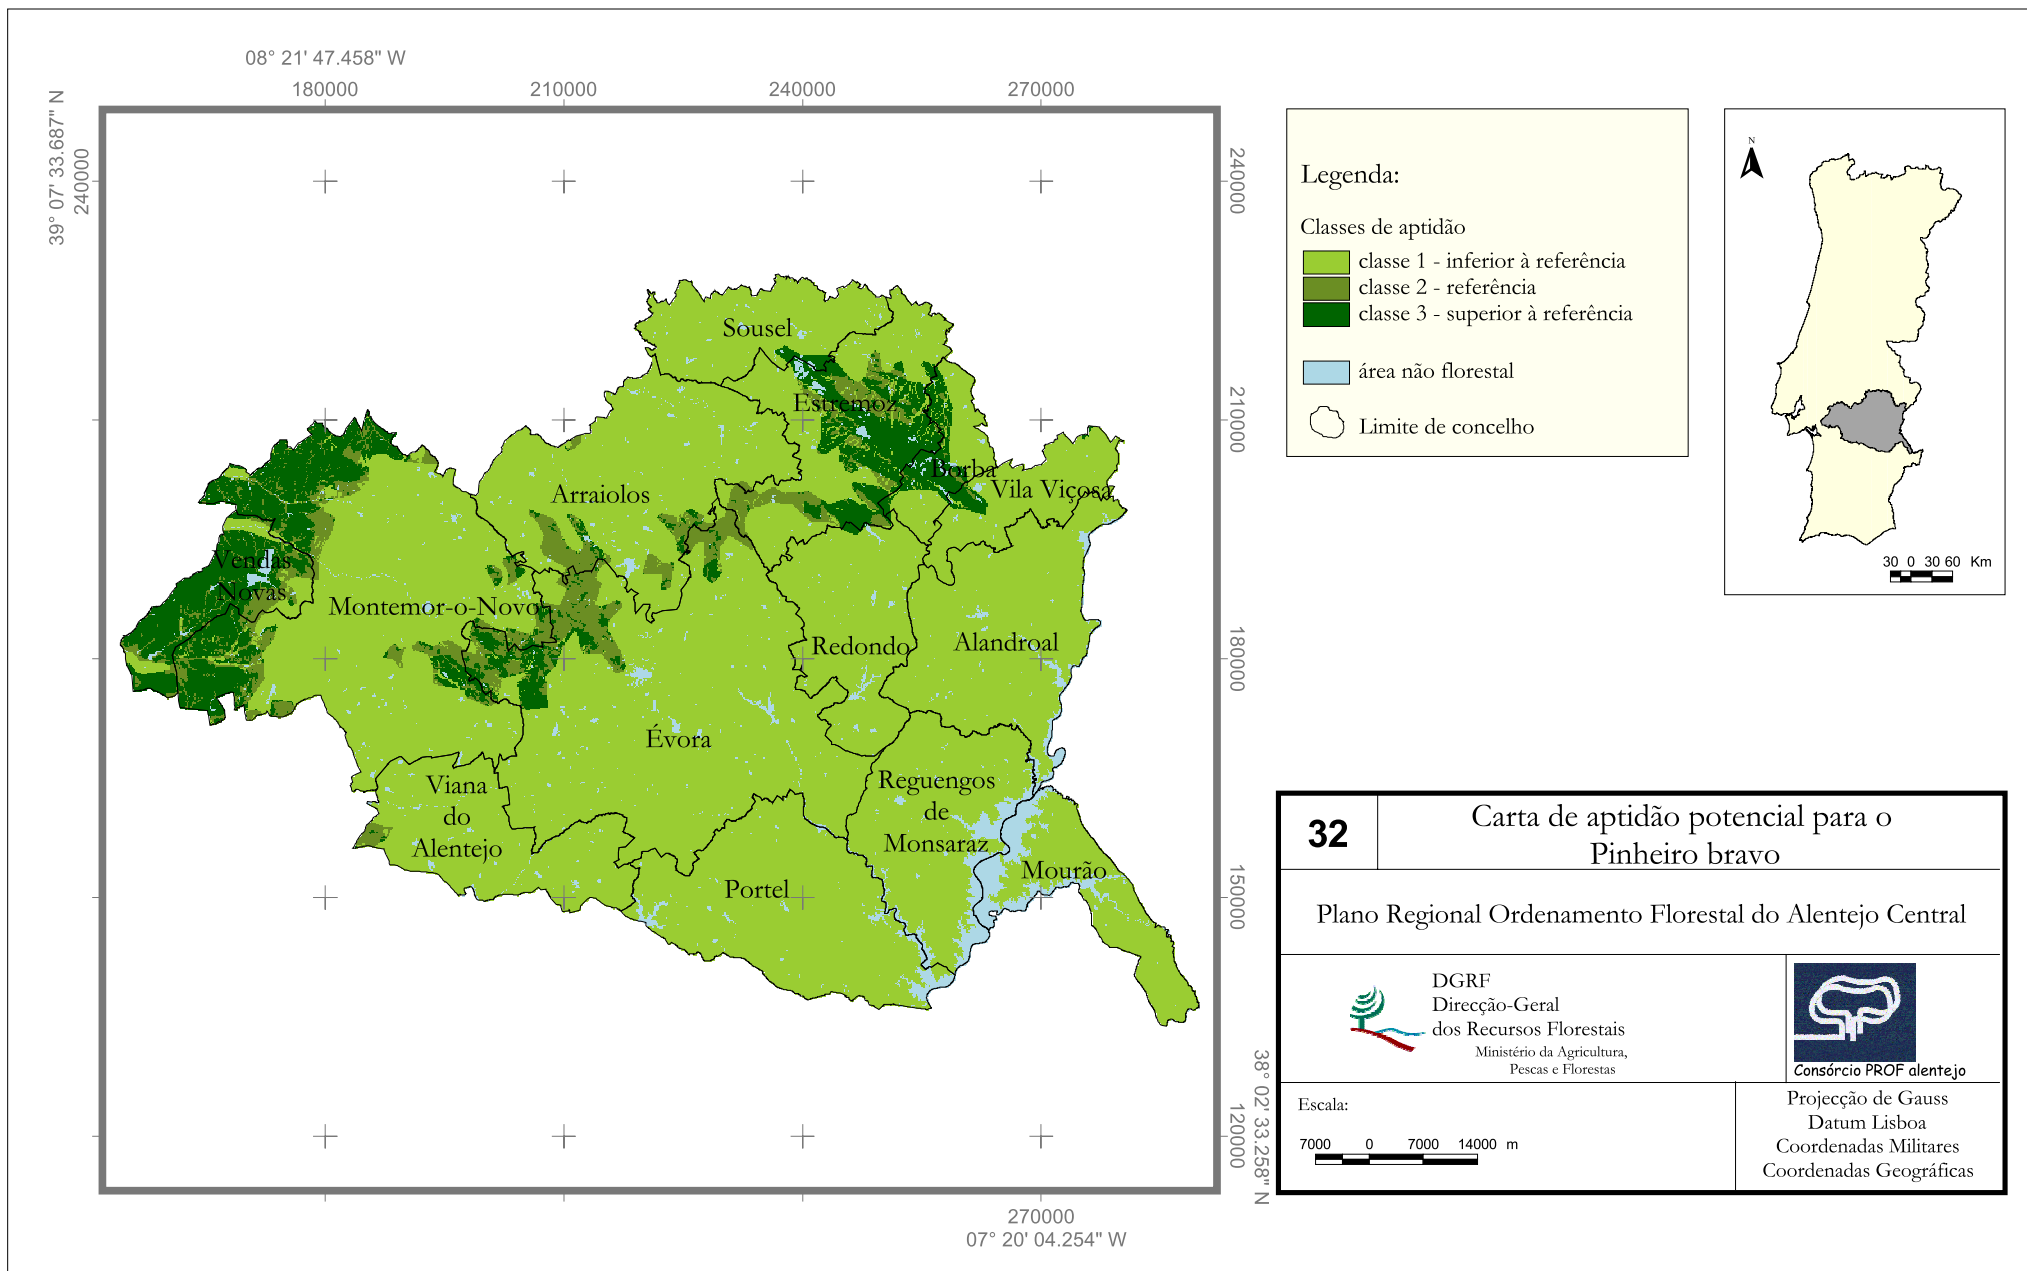 08° 21' 47.458" W
180000
210000
240000
270000
39° 07' 33.687" N
240000
240000
210000
180000
150000
120000
38° 02' 33.258" N
270000
07° 20' 04.254" W
Sousel
Estremoz
Borba
Vila Viçosa
Arraiolos
Vendas
Novas
Montemor-o-Novo
Redondo
Alandroal
Évora
Viana
do
Alentejo
Reguengos
de
Monsaraz
Mourão
Portel
Legenda:
Classes de aptidão
classe 1 - inferior à referência
classe 2 - referência
classe 3 - superior à referência
área não florestal
Limite de concelho
N
30 0 30 60 Km
32
Carta de aptidão potencial para o
Pinheiro bravo
Plano Regional Ordenamento Florestal do Alentejo Central
DGRF
Direcção-Geral
dos Recursos Florestais
Ministério da Agricultura,
Pescas e Florestas
Consórcio PROF alentejo
Escala:
7000 0 7000 14000 m
Projecção de Gauss
Datum Lisboa
Coordenadas Militares
Coordenadas Geográficas